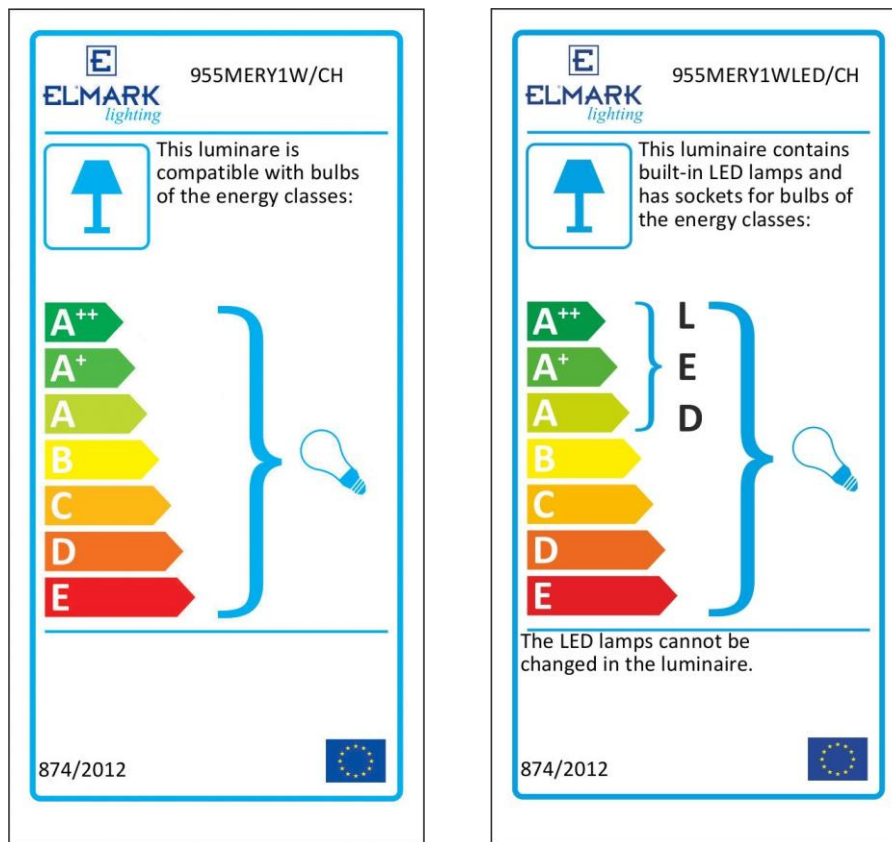 E
ELMARK
lighting
955MERY1W/CH
This luminare is
compatible with bulbs
of the energy classes:
A++
A+
A
B
C
D
E
874/2012
E
ELMARK
lighting
955MERY1WLED/CH
This luminaire contains
built-in LED lamps and
has sockets for bulbs of
the energy classes:
A++
A+
A
B
C
D
E
L
E
D
The LED lamps cannot be
changed in the luminaire.
874/2012